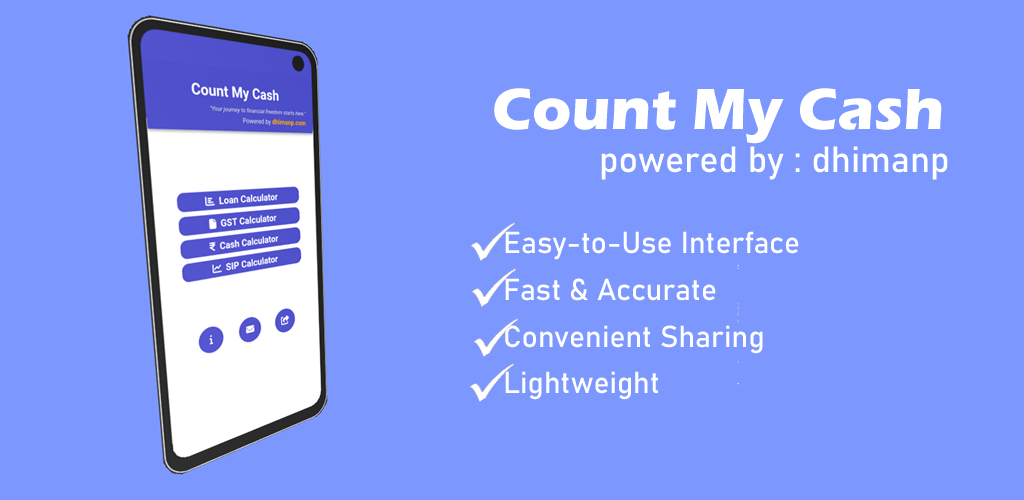 Count My Cash
"Your journey to financial freedom starts here."
Powered by dhimanp.com
Loan Calculator
GST Calculator
₹ Cash Calculator
SIP Calculator
i
Count My Cash
powered by : dhimanp
Easy-to-Use Interface
Fast & Accurate
Convenient Sharing
Lightweight